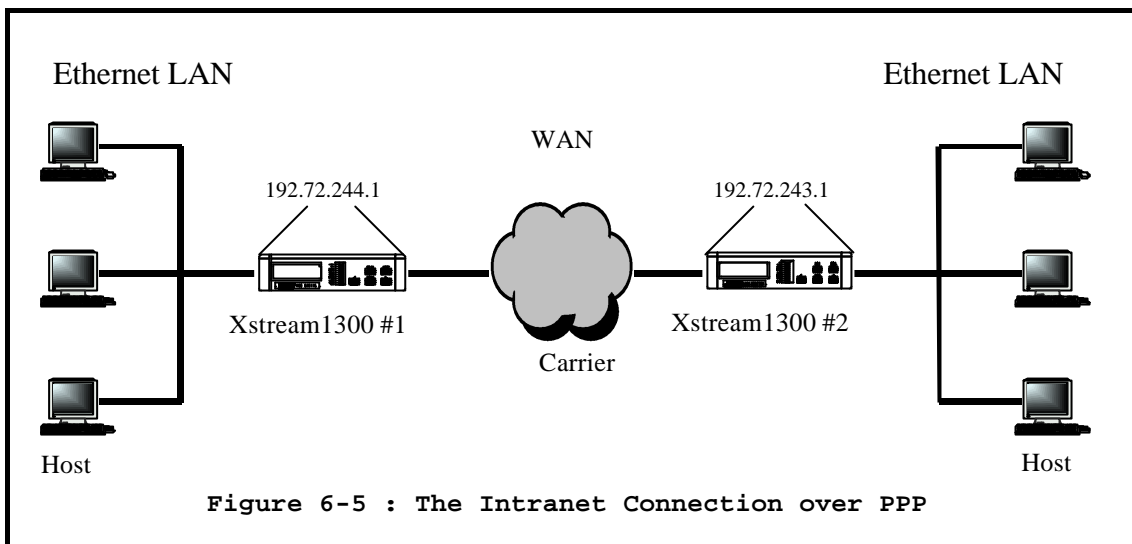 Ethernet LAN
Ethernet LAN
WAN
192.72.244.1
192.72.243.1
Xstream1300 #1
Xstream1300 #2
Carrier
Host
Host
Figure 6-5 : The Intranet Connection over PPP